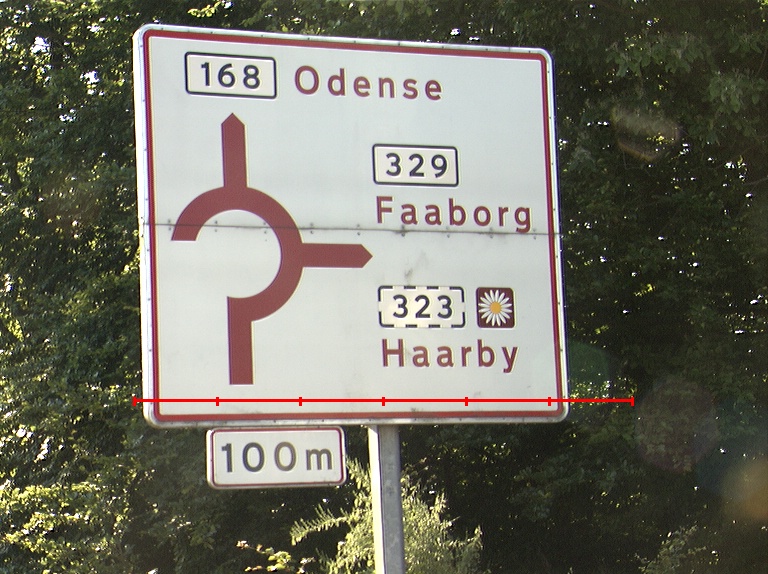 168 Odense
329
Faaborg
323
Haarby
100m